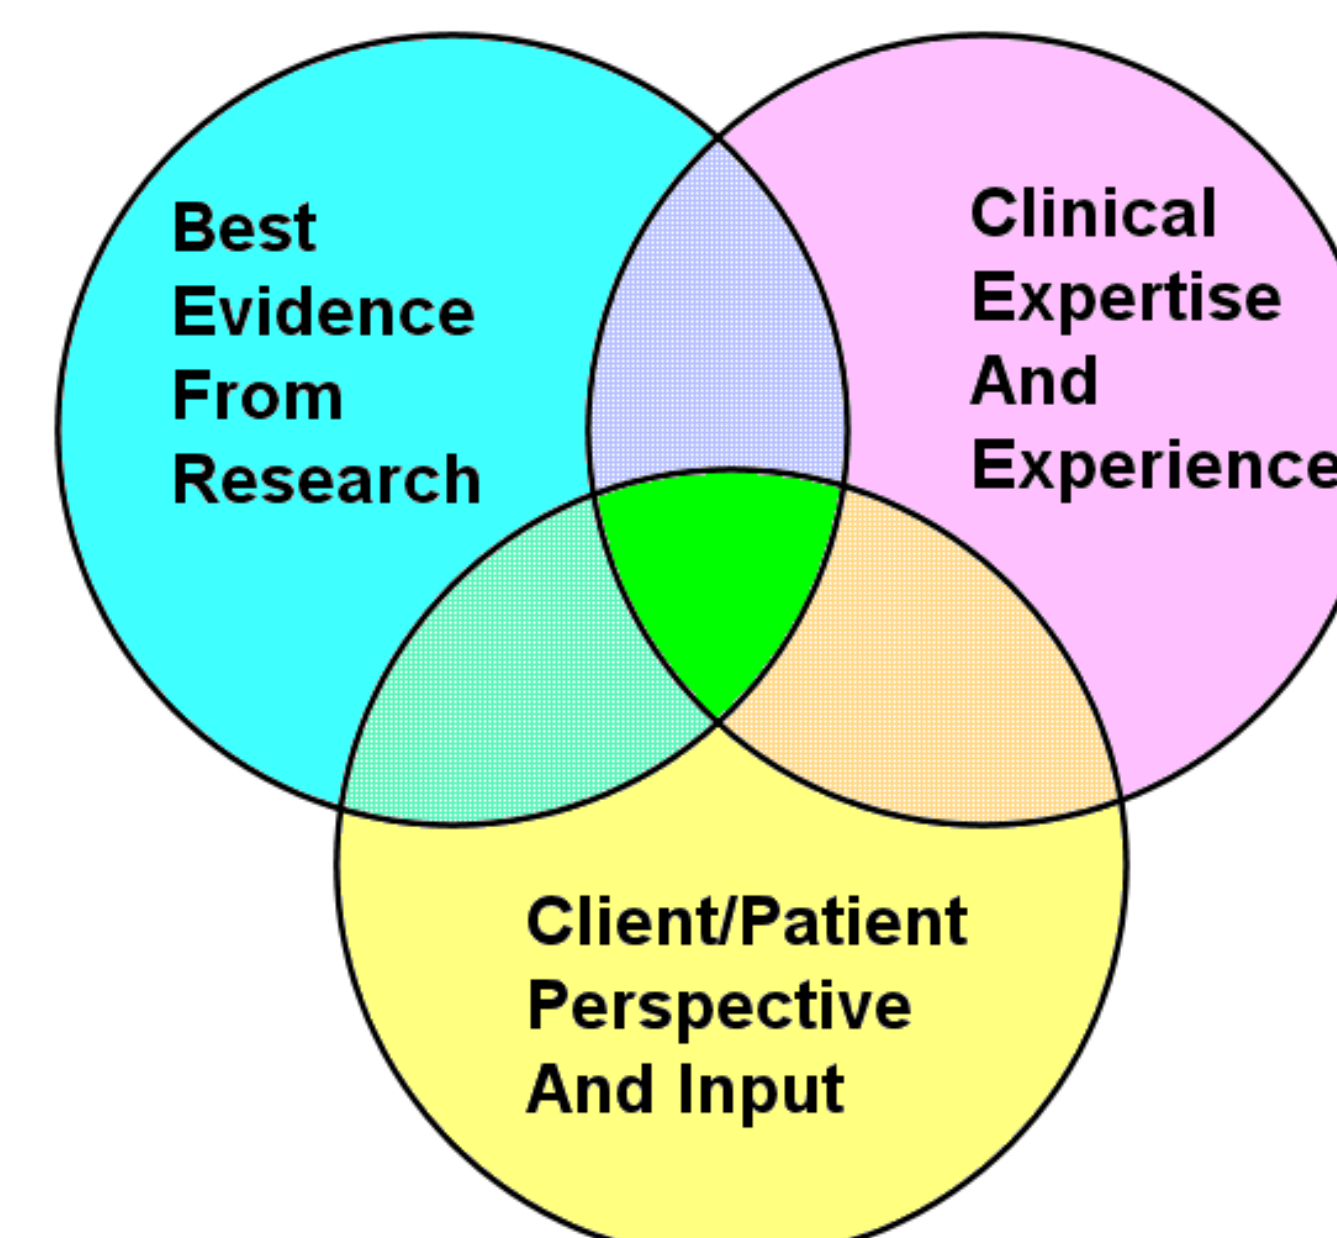 Best
Evidence
From
Research
Clinical
Expertise
And
Experience
Client/Patient
Perspective
And Input